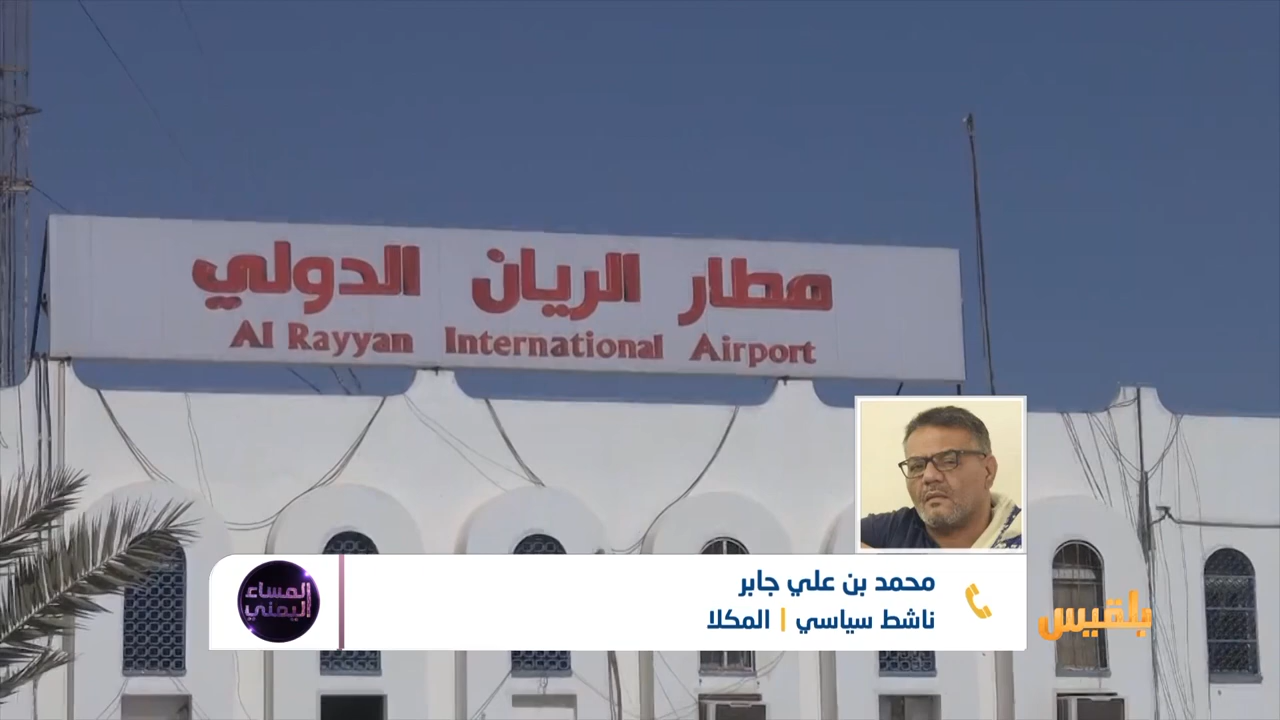 مطار الريان الدولي
Al Rayyan International Airport
محمد بن علي جابر
ناشط سياسي | المكلا
المساء
اليمني
بلقيس